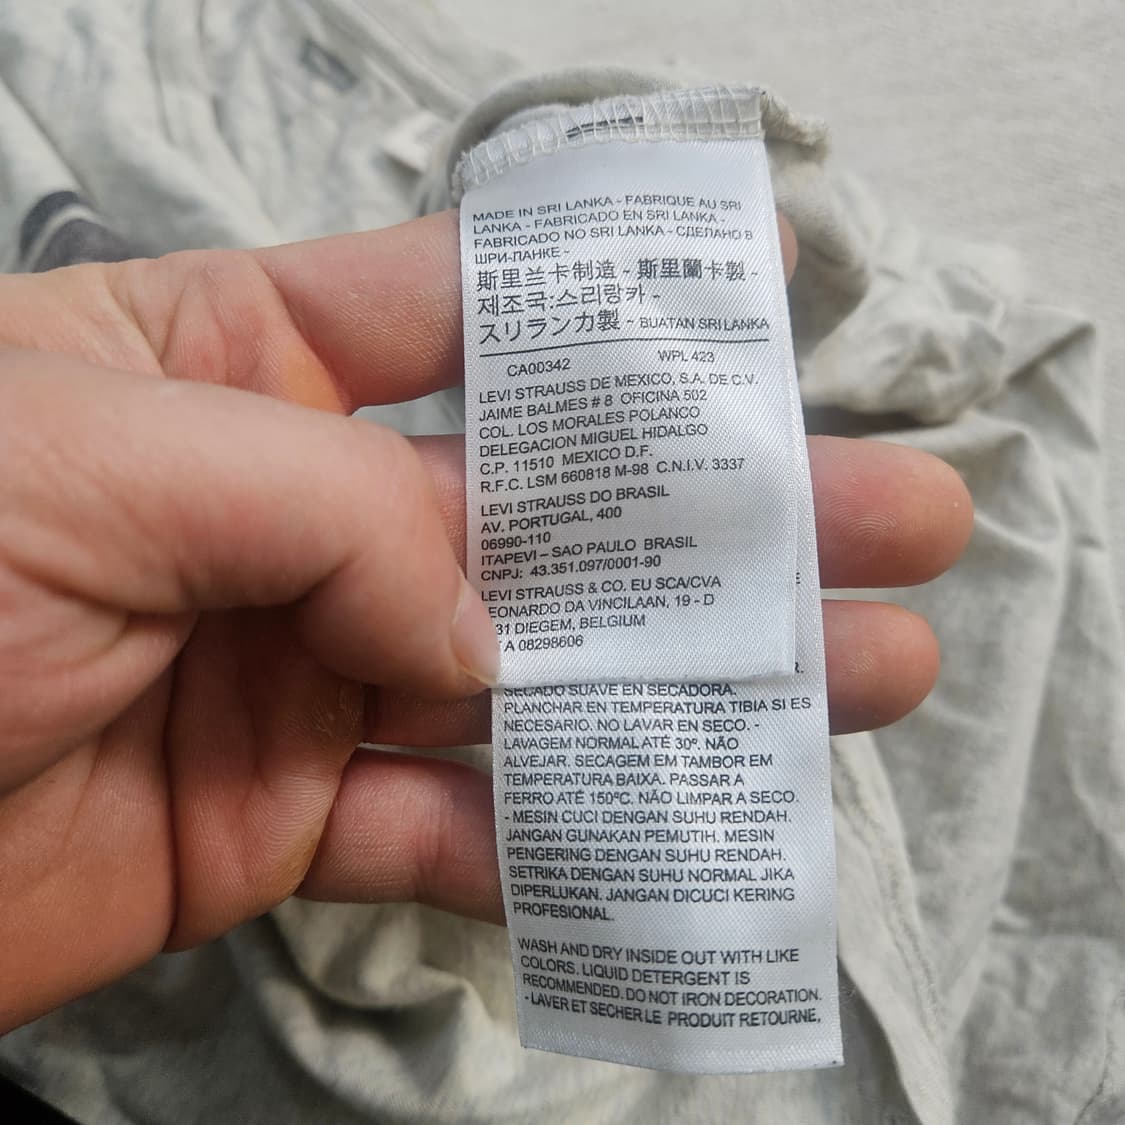 MADE IN SRI LANKA - FABRIQUE AU SRI
LANKA - FABRICADO EN SRI LANKA -
FABRICADO NO SRI LANKA - СДЕЛАНО В
ШРИ-ЛАНКЕ -
斯里兰卡制造 - 斯里蘭卡製 -
제조국:스리랑카 -
スリランカ製 - BUATAN SRI LANKA
CA00342 WPL 423
LEVI STRAUSS DE MEXICO, S.A. DE C.V.
JAIME BALMES # 8 OFICINA 502
COL. LOS MORALES POLANCO
DELEGACION MIGUEL HIDALGO
C.P. 11510 MEXICO D.F.
R.F.C. LSM 660818 M-98 C.N.I.V. 3337
LEVI STRAUSS DO BRASIL
AV. PORTUGAL, 400
06990-110
ITAPEVI – SAO PAULO BRASIL
CNPJ: 43.351.097/0001-90
LEVI STRAUSS & CO. EU SCA/CVA
EONARDO DA VINCILAAN, 19 - D
31 DIEGEM, BELGIUM
A 08298606
E
R.
SECADO SUAVE EN SECADORA.
PLANCHAR EN TEMPERATURA TIBIA SI ES
NECESARIO. NO LAVAR EN SECO. -
LAVAGEM NORMAL ATÉ 30º. NÃO
ALVEJAR. SECAGEM EM TAMBOR EM
TEMPERATURA BAIXA. PASSAR A
FERRO ATÉ 150ºC. NÃO LIMPAR A SECO.
- MESIN CUCI DENGAN SUHU RENDAH.
JANGAN GUNAKAN PEMUTIH. MESIN
PENGERING DENGAN SUHU RENDAH.
SETRIKA DENGAN SUHU NORMAL JIKA
DIPERLUKAN. JANGAN DICUCI KERING
PROFESIONAL.
WASH AND DRY INSIDE OUT WITH LIKE
COLORS. LIQUID DETERGENT IS
RECOMMENDED. DO NOT IRON DECORATION.
- LAVER ET SECHER LE PRODUIT RETOURNE,